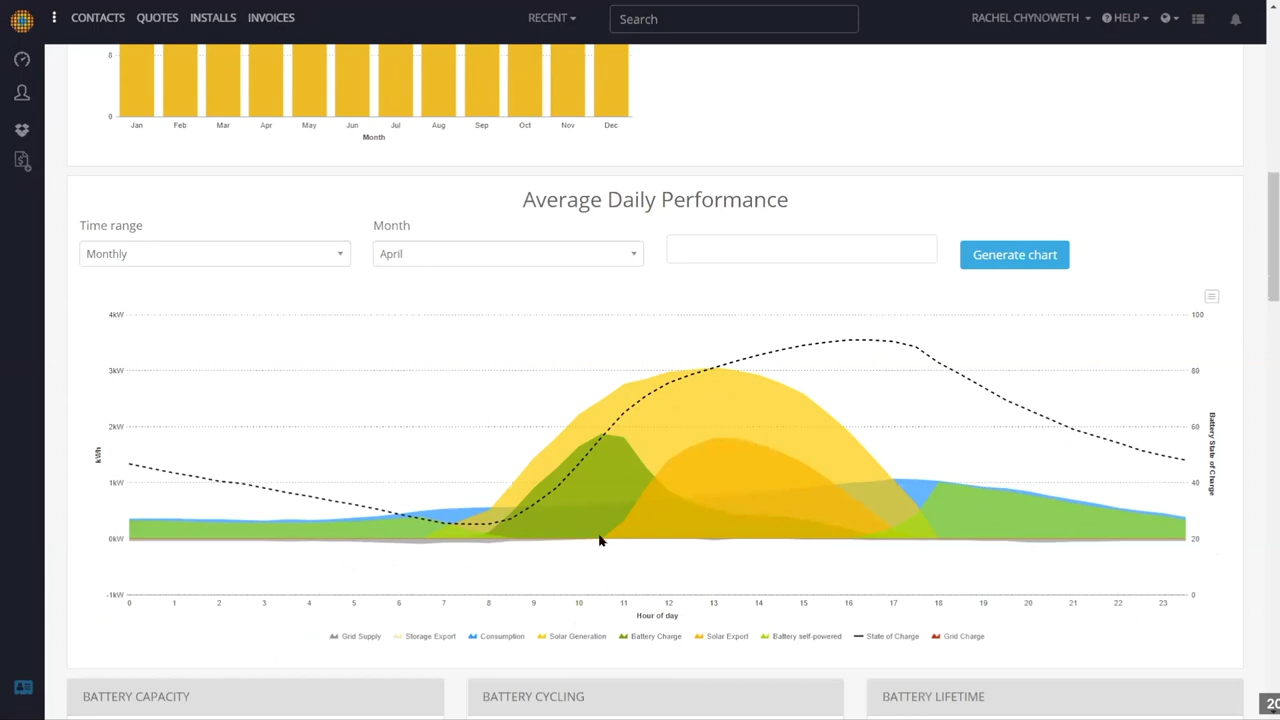 CONTACTS QUOTES INSTALLS INVOICES RECENT Search RACHEL CHYNOWETH HELP
8
0
Jan Feb Mar Apr May Jun Jul Aug Sep Oct Nov Dec
Month
Average Daily Performance
Time range Month
Monthly April Generate chart
4kW 100
3kW 80
2kW 60
kWh Battery State of Charge
1kW 40
0kW 20
-1kW 0
0 1 2 3 4 5 6 7 8 9 10 11 12 13 14 15 16 17 18 19 20 21 22 23
Hour of day
Grid Supply Storage Export Consumption Solar Generation Battery Charge Solar Export Battery self-powered State of Charge Grid Charge
BATTERY CAPACITY BATTERY CYCLING BATTERY LIFETIME